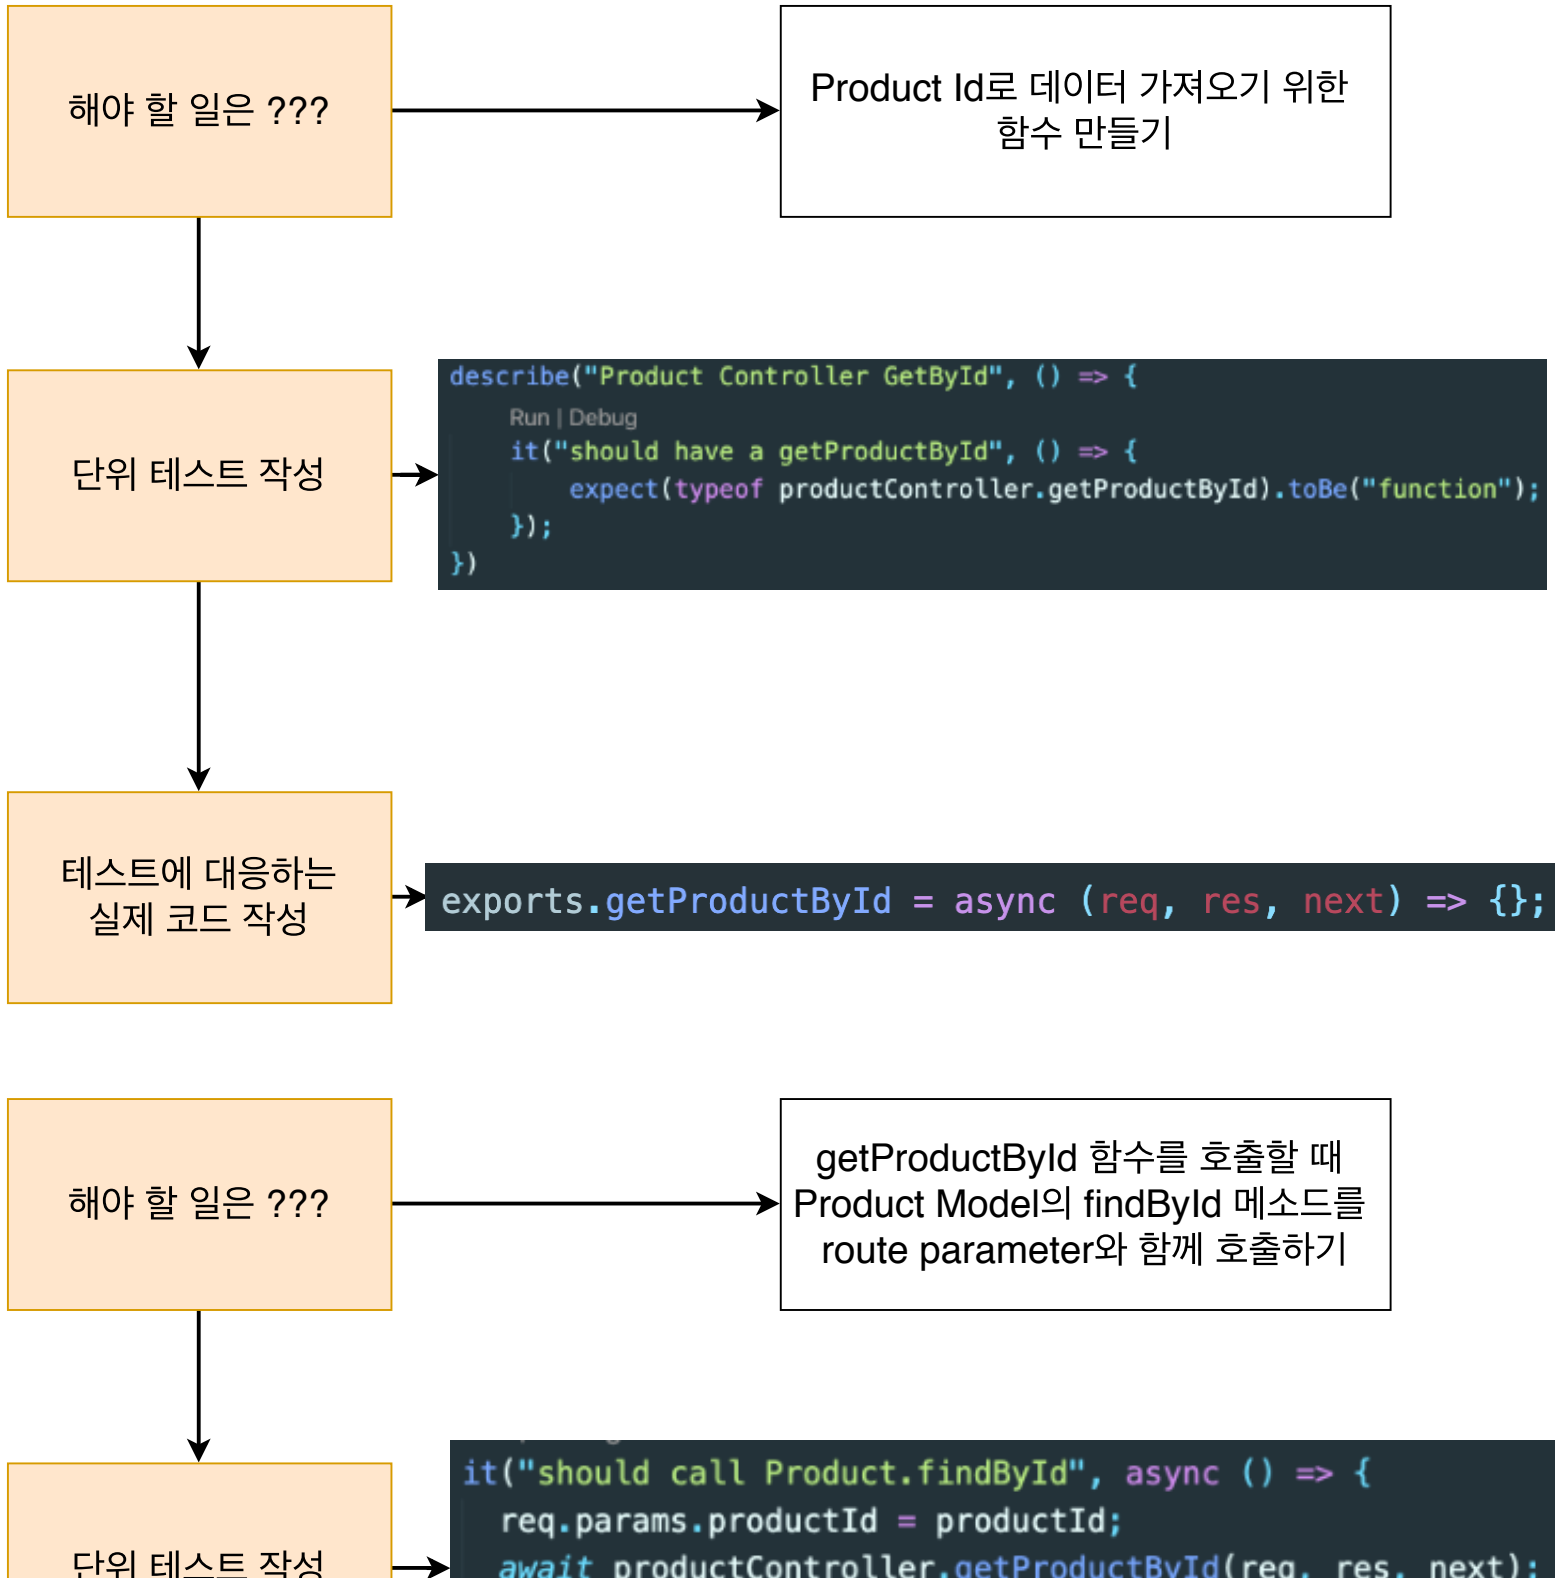 해야 할 일은 ???
Product Id로 데이터 가져오기 위한
함수 만들기
단위 테스트 작성
describe("Product Controller GetById", () => {
Run | Debug
it("should have a getProductById", () => {
expect(typeof productController.getProductById).toBe("function");
});
})
테스트에 대응하는
실제 코드 작성
exports.getProductById = async (req, res, next) => {};
해야 할 일은 ???
getProductById 함수를 호출할 때
Product Model의 findById 메소드를
route parameter와 함께 호출하기
단위 테스트 작성
it("should call Product.findById", async () => {
req.params.productId = productId;
await productController.getProductById(req, res, next);